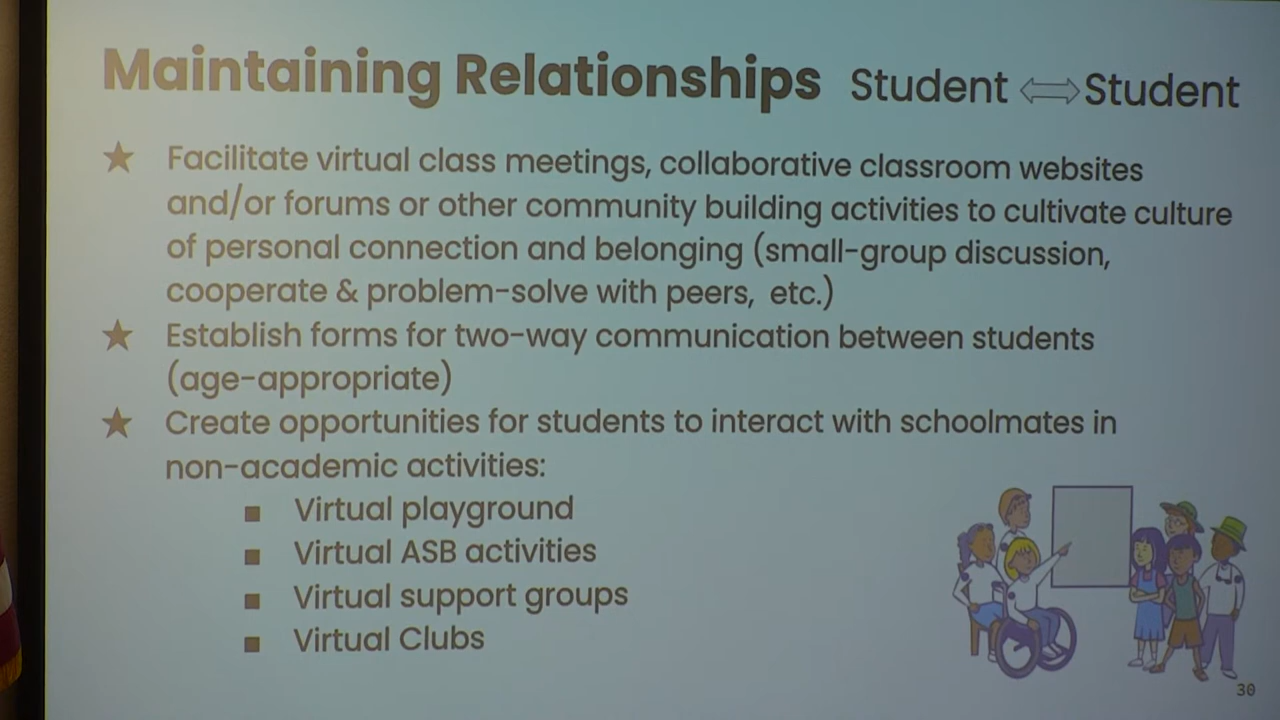 Maintaining Relationships Student Student
Facilitate virtual class meetings, collaborative classroom websites
and/or forums or other community building activities to cultivate culture
of personal connection and belonging (small-group discussion,
cooperate & problem-solve with peers, etc.)
Establish forms for two-way communication between students
(age-appropriate)
Create opportunities for students to interact with schoolmates in
non-academic activities:
Virtual playground
Virtual ASB activities
Virtual support groups
Virtual Clubs
30